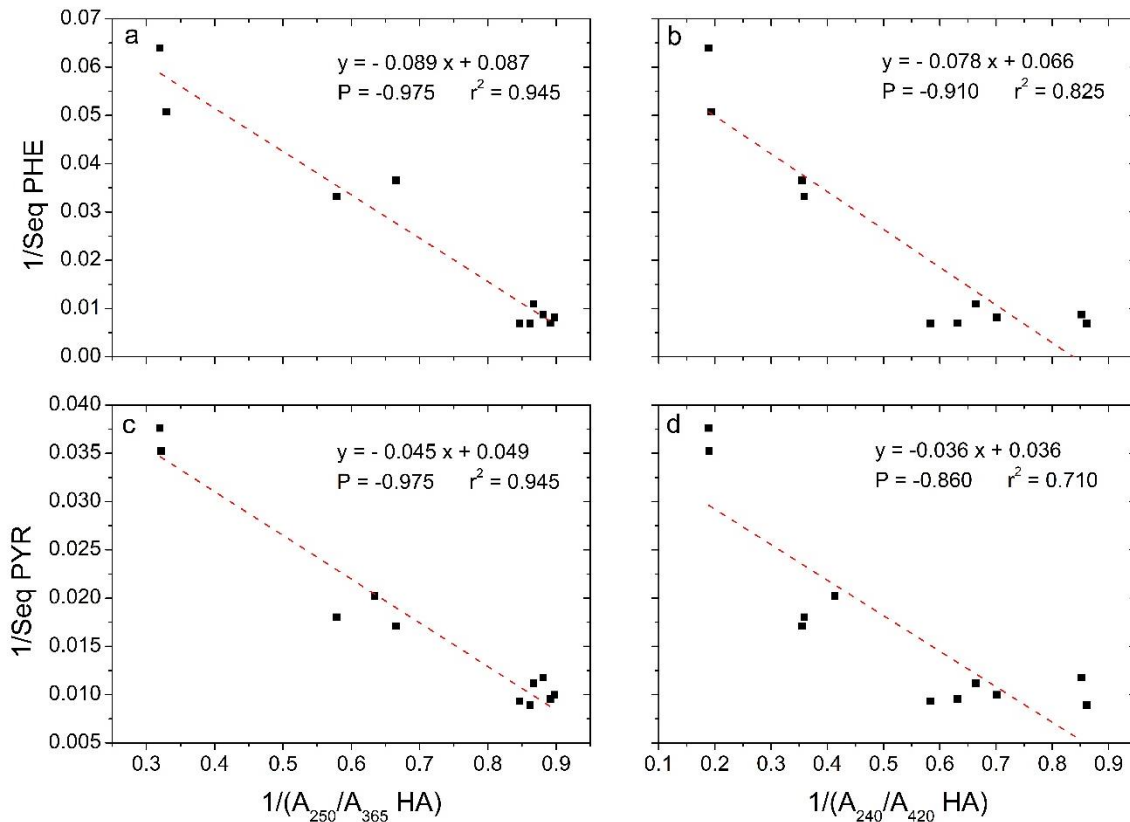 a
y = - 0.089 x + 0.087
P = -0.975 r² = 0.945
1/Seq PHE
0.07
0.06
0.05
0.04
0.03
0.02
0.01
0.00
b
y = - 0.078 x + 0.066
P = -0.910 r² = 0.825
c
y = - 0.045 x + 0.049
P = -0.975 r² = 0.945
1/Seq PYR
0.040
0.035
0.030
0.025
0.020
0.015
0.010
0.005
0.3 0.4 0.5 0.6 0.7 0.8 0.9
1/(A₂₅₀/A₃₆₅ HA)
d
y = -0.036 x + 0.036
P = -0.860 r² = 0.710
0.1 0.2 0.3 0.4 0.5 0.6 0.7 0.8 0.9
1/(A₂₄₀/A₄₂₀ HA)